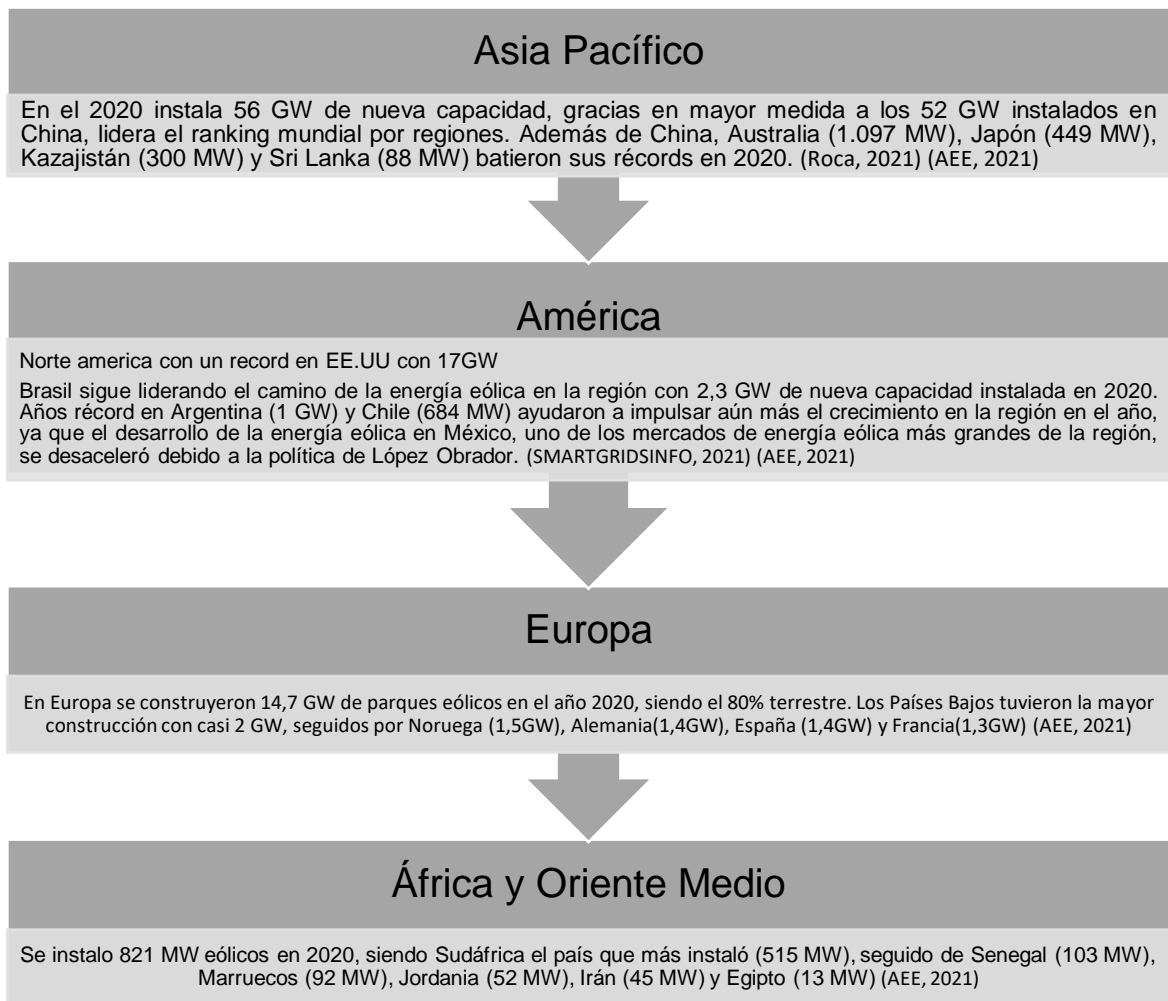 Asia Pacífico
En el 2020 instala 56 GW de nueva capacidad, gracias en mayor medida a los 52 GW instalados en
China, lidera el ranking mundial por regiones. Además de China, Australia (1.097 MW), Japón (449 MW),
Kazajistán (300 MW) y Sri Lanka (88 MW) batieron sus récords en 2020. (Roca, 2021) (AEE, 2021)
América
Norte america con un record en EE.UU con 17GW
Brasil sigue liderando el camino de la energía eólica en la región con 2,3 GW de nueva capacidad instalada en 2020.
Años récord en Argentina (1 GW) y Chile (684 MW) ayudaron a impulsar aún más el crecimiento en la región en el año,
ya que el desarrollo de la energía eólica en México, uno de los mercados de energía eólica más grandes de la región,
se desaceleró debido a la política de López Obrador. (SMARTGRIDSINFO, 2021) (AEE, 2021)
Europa
En Europa se construyeron 14,7 GW de parques eólicos en el año 2020, siendo el 80% terrestre. Los Países Bajos tuvieron la mayor
construcción con casi 2 GW, seguidos por Noruega (1,5GW), Alemania(1,4GW), España (1,4GW) y Francia(1,3GW) (AEE, 2021)
África y Oriente Medio
Se instalo 821 MW eólicos en 2020, siendo Sudáfrica el país que más instaló (515 MW), seguido de Senegal (103 MW),
Marruecos (92 MW), Jordania (52 MW), Irán (45 MW) y Egipto (13 MW) (AEE, 2021)